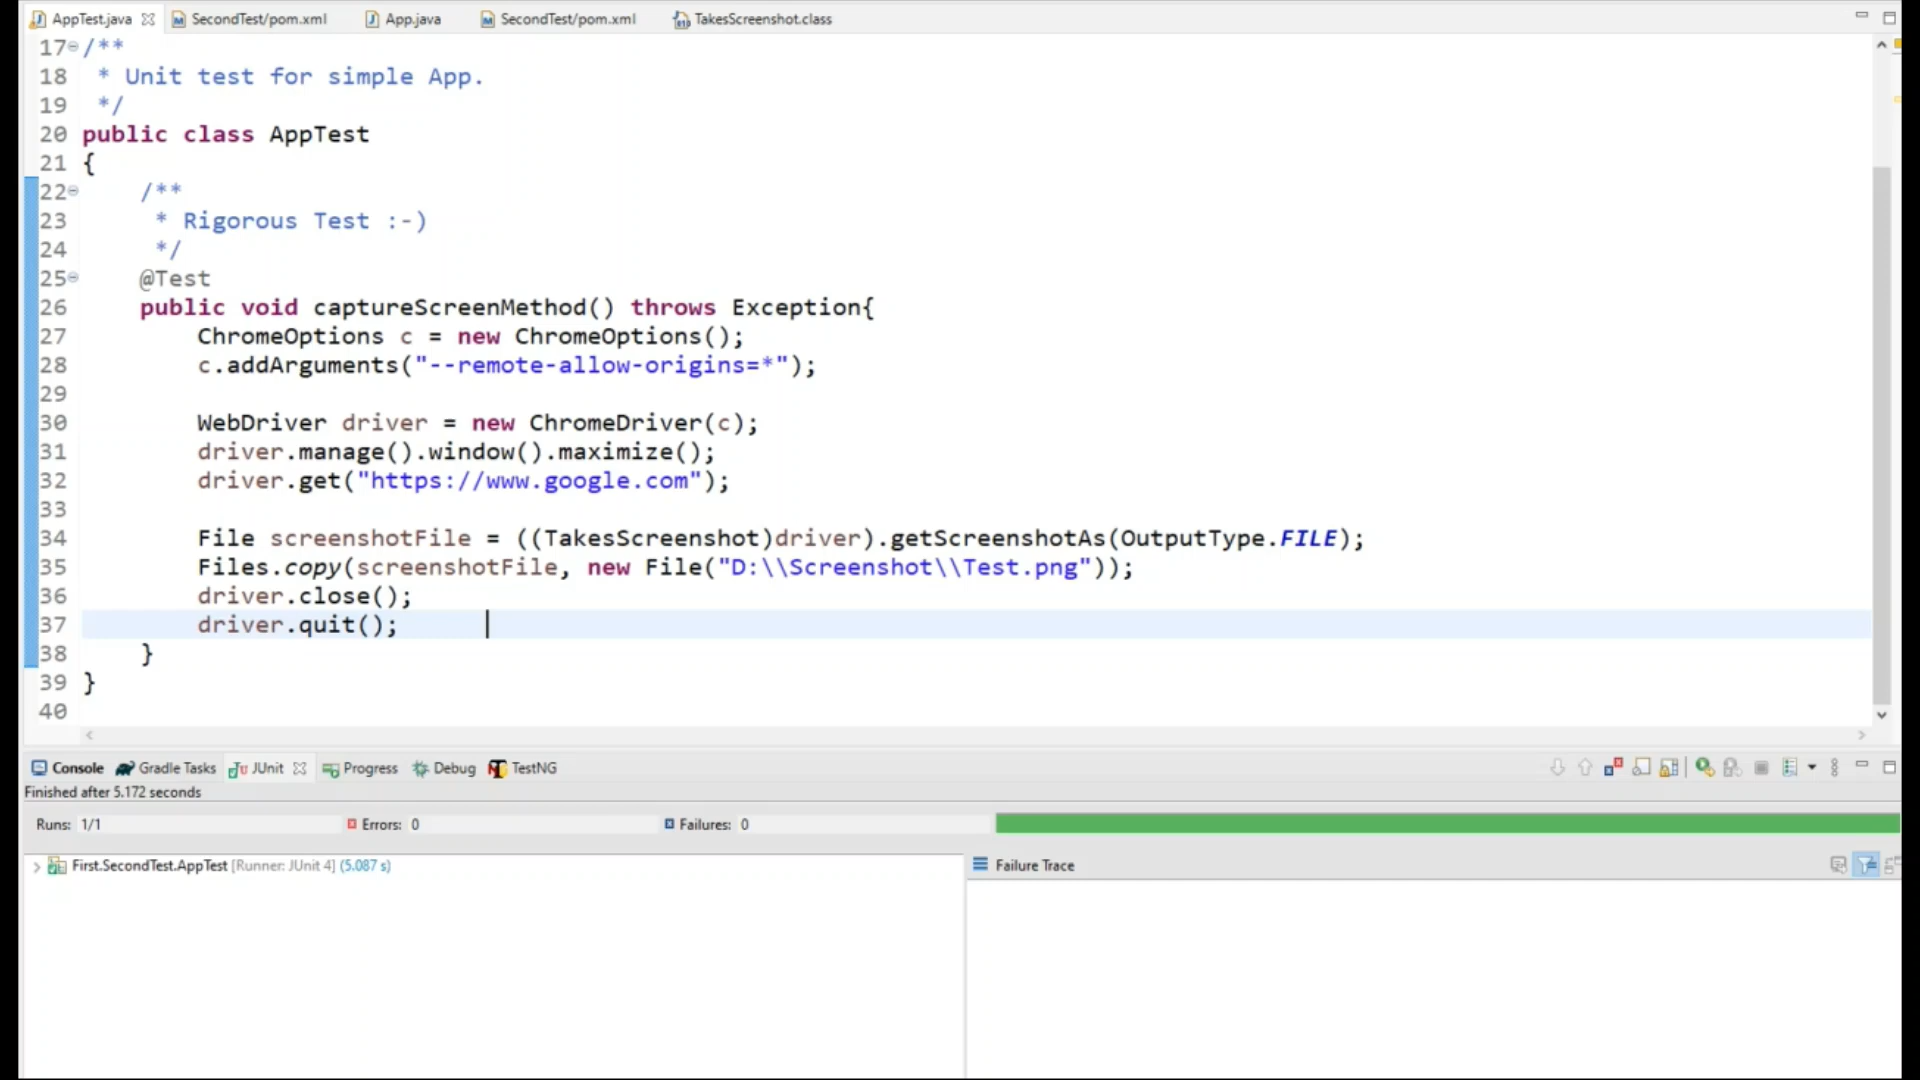 AppTest.java SecondTest/pom.xml App.java SecondTest/pom.xml TakesScreenshot.class
17 /**
18 * Unit test for simple App.
19 */
20 public class AppTest
21 {
22 /**
23 * Rigorous Test :-)
24 */
25 @Test
26 public void captureScreenMethod() throws Exception{
27 ChromeOptions c = new ChromeOptions();
28 c.addArguments("--remote-allow-origins=*");
29
30 WebDriver driver = new ChromeDriver(c);
31 driver.manage().window().maximize();
32 driver.get("https://www.google.com");
33
34 File screenshotFile = ((TakesScreenshot)driver).getScreenshotAs(OutputType.FILE);
35 Files.copy(screenshotFile, new File("D:\\Screenshot\\Test.png"));
36 driver.close();
37 driver.quit();
38 }
39 }
40
Console Gradle Tasks JUnit Progress Debug TestNG
Finished after 5.172 seconds
Runs: 1/1 Errors: 0 Failures: 0
First.SecondTest.AppTest [Runner: JUnit 4] (5.087 s)
Failure Trace